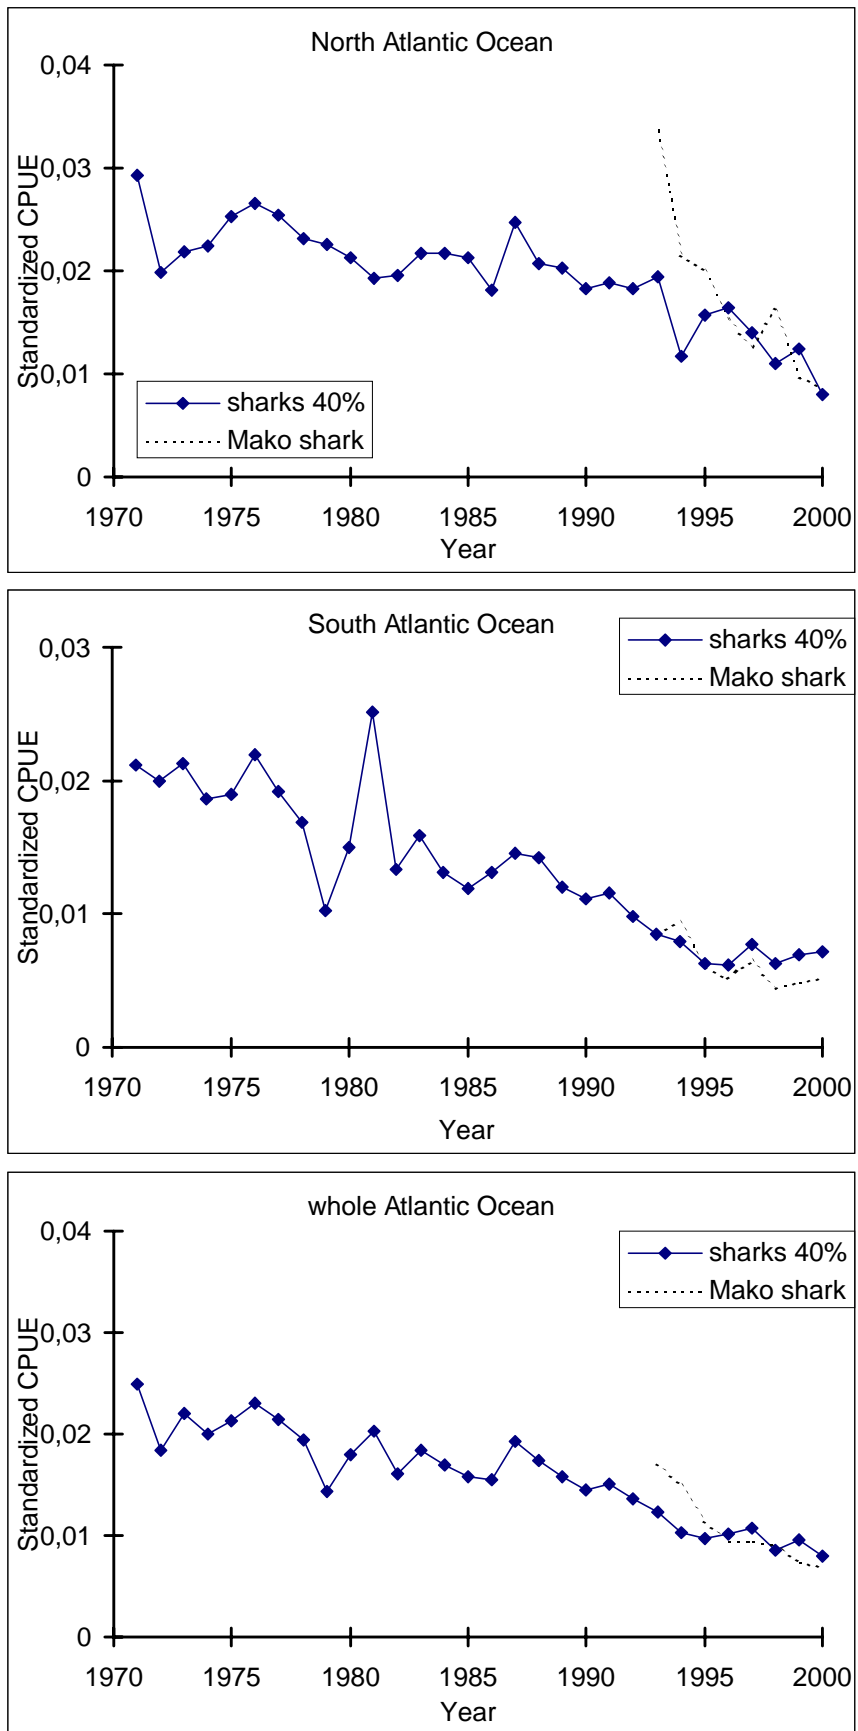 North Atlantic Ocean
0,04
0,03
0,02
0,01
0
Standardized CPUE
sharks 40%
Mako shark
1970 1975 1980 1985 1990 1995 2000
Year
South Atlantic Ocean
sharks 40%
Mako shark
0,03
0,02
0,01
0
Standardized CPUE
1970 1975 1980 1985 1990 1995 2000
Year
whole Atlantic Ocean
sharks 40%
Mako shark
0,04
0,03
0,02
0,01
0
Standardized CPUE
1970 1975 1980 1985 1990 1995 2000
Year